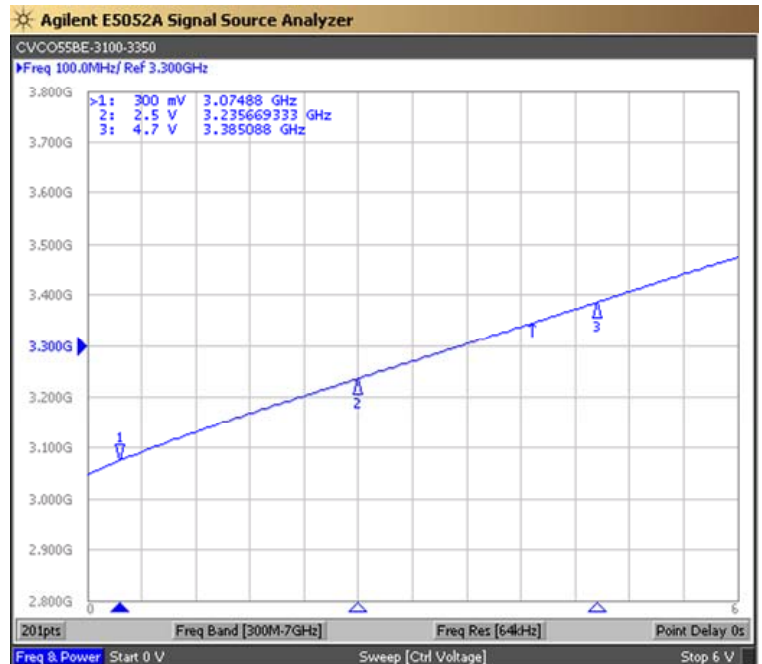 Agilent E5052A Signal Source Analyzer
CVCO55BE-3100-3350
▶Freq 100.0MHz/ Ref 3.300GHz
3.800G
>1: 300 mV 3.07488 GHz
2: 2.5 V 3.235669333 GHz
3: 4.7 V 3.385088 GHz
3.700G
3.600G
3.500G
3.400G
3
3.300G
3.200G
2
1
3.100G
3.000G
2.900G
2.800G
0 6
201pts Freq Band [300M-7GHz] Freq Res [64kHz] Point Delay 0s
Freq & Power Start 0 V Sweep [Ctrl Voltage] Stop 6 V